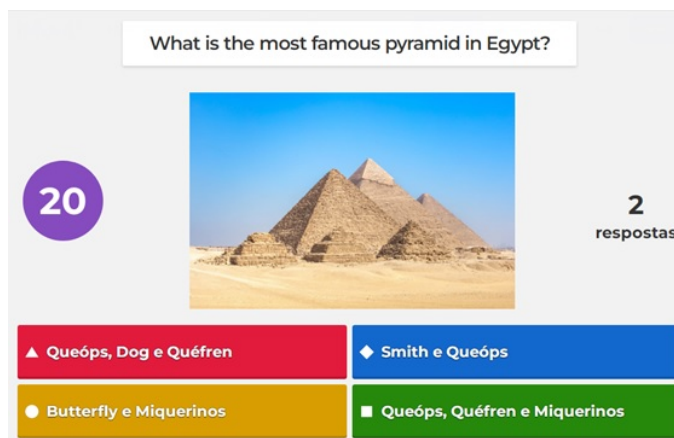 What is the most famous pyramid in Egypt?
20
2
respostas
Queóps, Dog e Quéfren
Smith e Queóps
Butterfly e Miquerinos
Queóps, Quéfren e Miquerinos